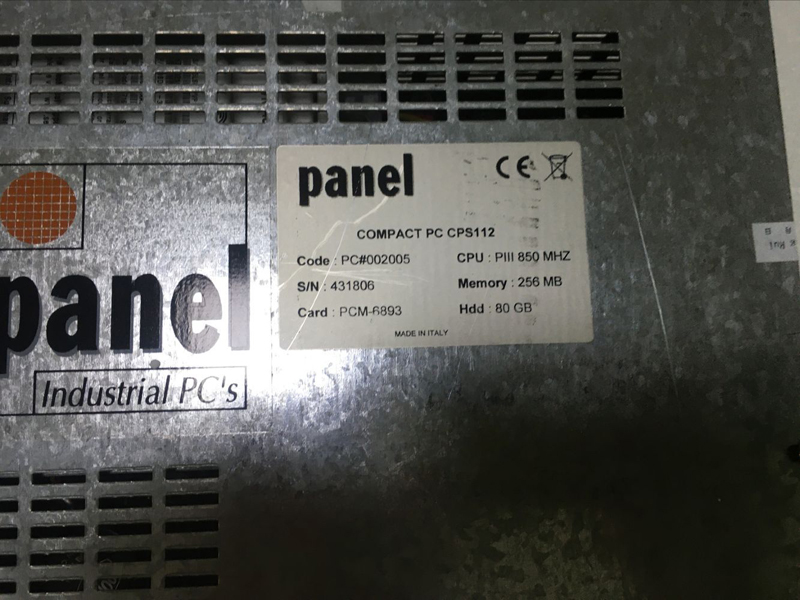 panel
CE
COMPACT PC CPS112
Code : PC#002005
CPU : PIII 850 MHZ
S/N : 431806
Memory : 256 MB
Card : PCM-6893
Hdd : 80 GB
MADE IN ITALY
panel
Industrial PC's